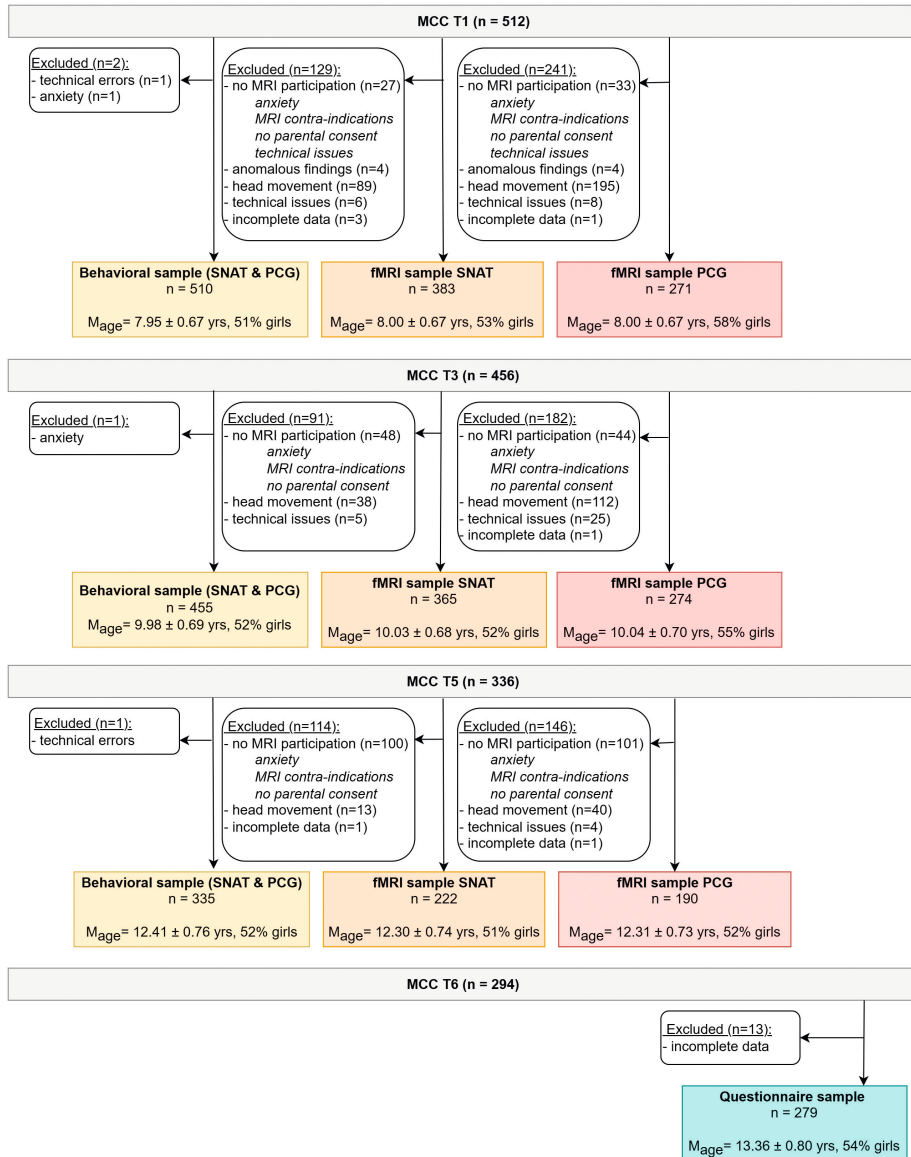 MCC T1 (n = 512)
Excluded (n=2):
- technical errors (n=1)
- anxiety (n=1)
Excluded (n=129):
- no MRI participation (n=27)
anxiety
MRI contra-indications
no parental consent
technical issues
- anomalous findings (n=4)
- head movement (n=89)
- technical issues (n=6)
- incomplete data (n=3)
Excluded (n=241):
- no MRI participation (n=33)
anxiety
MRI contra-indications
no parental consent
technical issues
- anomalous findings (n=4)
- head movement (n=195)
- technical issues (n=8)
- incomplete data (n=1)
Behavioral sample (SNAT & PCG)
n = 510
Mage= 7.95 ± 0.67 yrs, 51% girls
fMRI sample SNAT
n = 383
Mage= 8.00 ± 0.67 yrs, 53% girls
fMRI sample PCG
n = 271
Mage= 8.00 ± 0.67 yrs, 58% girls
MCC T3 (n = 456)
Excluded (n=1):
- anxiety
Excluded (n=91):
- no MRI participation (n=48)
anxiety
MRI contra-indications
no parental consent
- head movement (n=38)
- technical issues (n=5)
Excluded (n=182):
- no MRI participation (n=44)
anxiety
MRI contra-indications
no parental consent
- head movement (n=112)
- technical issues (n=25)
- incomplete data (n=1)
Behavioral sample (SNAT & PCG)
n = 455
Mage= 9.98 ± 0.69 yrs, 52% girls
fMRI sample SNAT
n = 365
Mage= 10.03 ± 0.68 yrs, 52% girls
fMRI sample PCG
n = 274
Mage= 10.04 ± 0.70 yrs, 55% girls
MCC T5 (n = 336)
Excluded (n=1):
- technical errors
Excluded (n=114):
- no MRI participation (n=100)
anxiety
MRI contra-indications
no parental consent
- head movement (n=13)
- incomplete data (n=1)
Excluded (n=146):
- no MRI participation (n=101)
anxiety
MRI contra-indications
no parental consent
- head movement (n=40)
- technical issues (n=4)
- incomplete data (n=1)
Behavioral sample (SNAT & PCG)
n = 335
Mage= 12.41 ± 0.76 yrs, 52% girls
fMRI sample SNAT
n = 222
Mage= 12.30 ± 0.74 yrs, 51% girls
fMRI sample PCG
n = 190
Mage= 12.31 ± 0.73 yrs, 52% girls
MCC T6 (n = 294)
Excluded (n=13):
- incomplete data
Questionnaire sample
n = 279
Mage= 13.36 ± 0.80 yrs, 54% girls